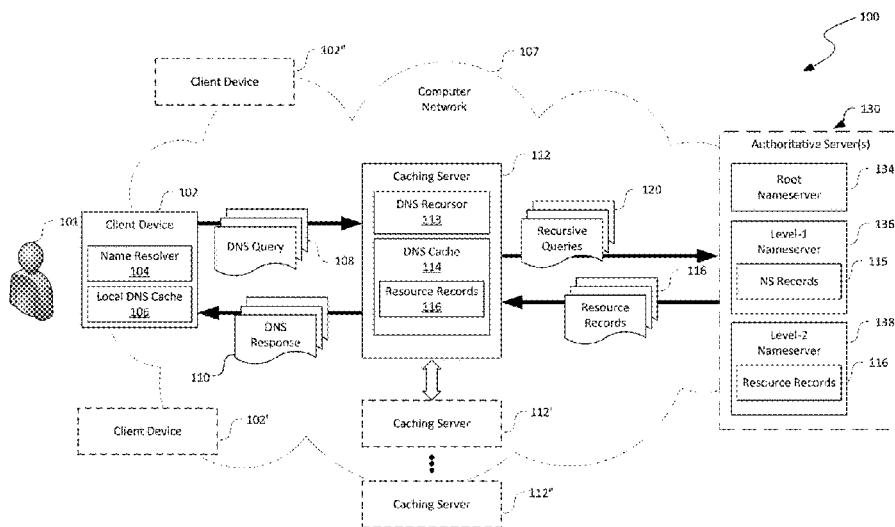 100
102"
Client Device
107
Computer
Network
130
Authoritative Server(s)
Root
Nameserver
134
112
Caching Server
DNS Recursor
113
DNS Cache
114
Resource Records
116
120
Recursive
Queries
101
102
Client Device
Name Resolver
104
Local DNS Cache
106
DNS Query
108
136
Level-1
Nameserver
115
NS Records
116
Resource
Records
DNS
Response
110
138
Level-2
Nameserver
116
Resource Records
Client Device
102'
Caching Server
112'
Caching Server
112"